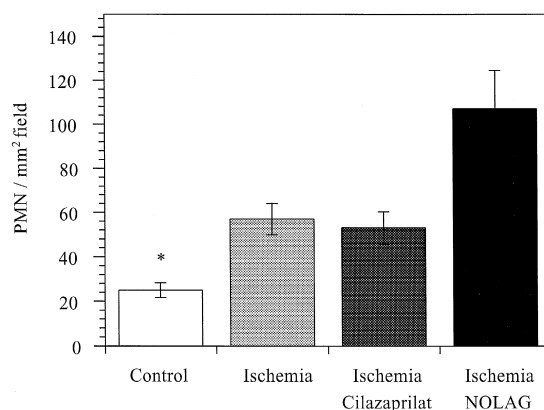 PMN / mm² field
140
120
100
80
60
40
20
0
*
Control
Ischemia
Ischemia
Cilazaprilat
Ischemia
NOLAG